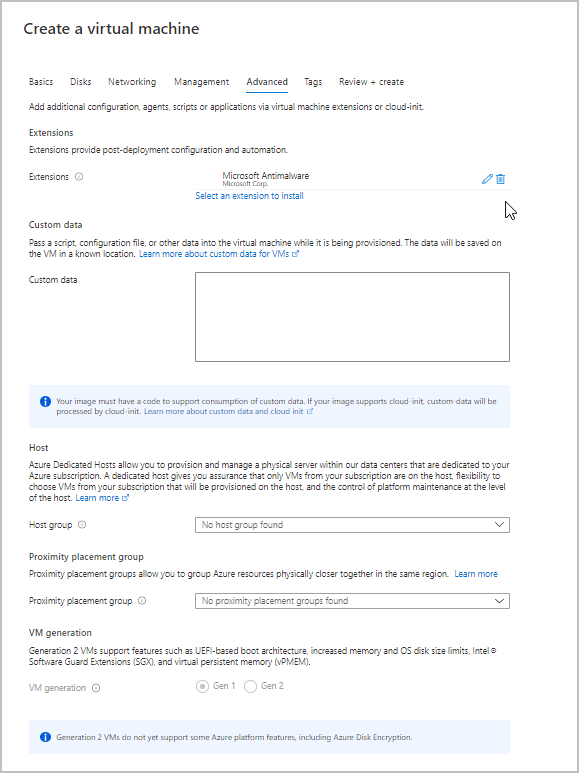 Create a virtual machine
Basics Disks Networking Management Advanced Tags Review + create
Add additional configuration, agents, scripts or applications via virtual machine extensions or cloud-init.
Extensions
Extensions provide post-deployment configuration and automation.
Extensions
Microsoft Antimalware
Microsoft Corp.
Select an extension to install
Custom data
Pass a script, configuration file, or other data into the virtual machine while it is being provisioned. The data will be saved on
the VM in a known location. Learn more about custom data for VMs
Custom data
Your image must have a code to support consumption of custom data. If your image supports cloud-init, custom-data will be
processed by cloud-init. Learn more about custom data and cloud init
Host
Azure Dedicated Hosts allow you to provision and manage a physical server within our data centers that are dedicated to your
Azure subscription. A dedicated host gives you assurance that only VMs from your subscription are on the host, flexibility to
choose VMs from your subscription that will be provisioned on the host, and the control of platform maintenance at the level
of the host. Learn more
Host group No host group found
Proximity placement group
Proximity placement groups allow you to group Azure resources physically closer together in the same region. Learn more
Proximity placement group No proximity placement groups found
VM generation
Generation 2 VMs support features such as UEFI-based boot architecture, increased memory and OS disk size limits, Intel®
Software Guard Extensions (SGX), and virtual persistent memory (vPMEM).
VM generation Gen 1 Gen 2
Generation 2 VMs do not yet support some Azure platform features, including Azure Disk Encryption.